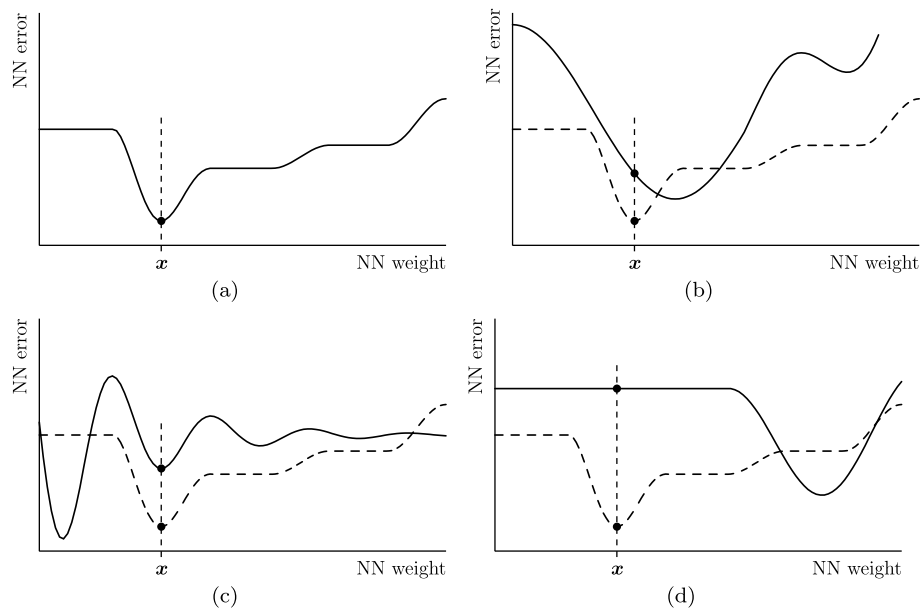 NN error
NN error
x
NN weight
x
NN weight
(a)
(b)
NN error
NN error
x
NN weight
x
NN weight
(c)
(d)